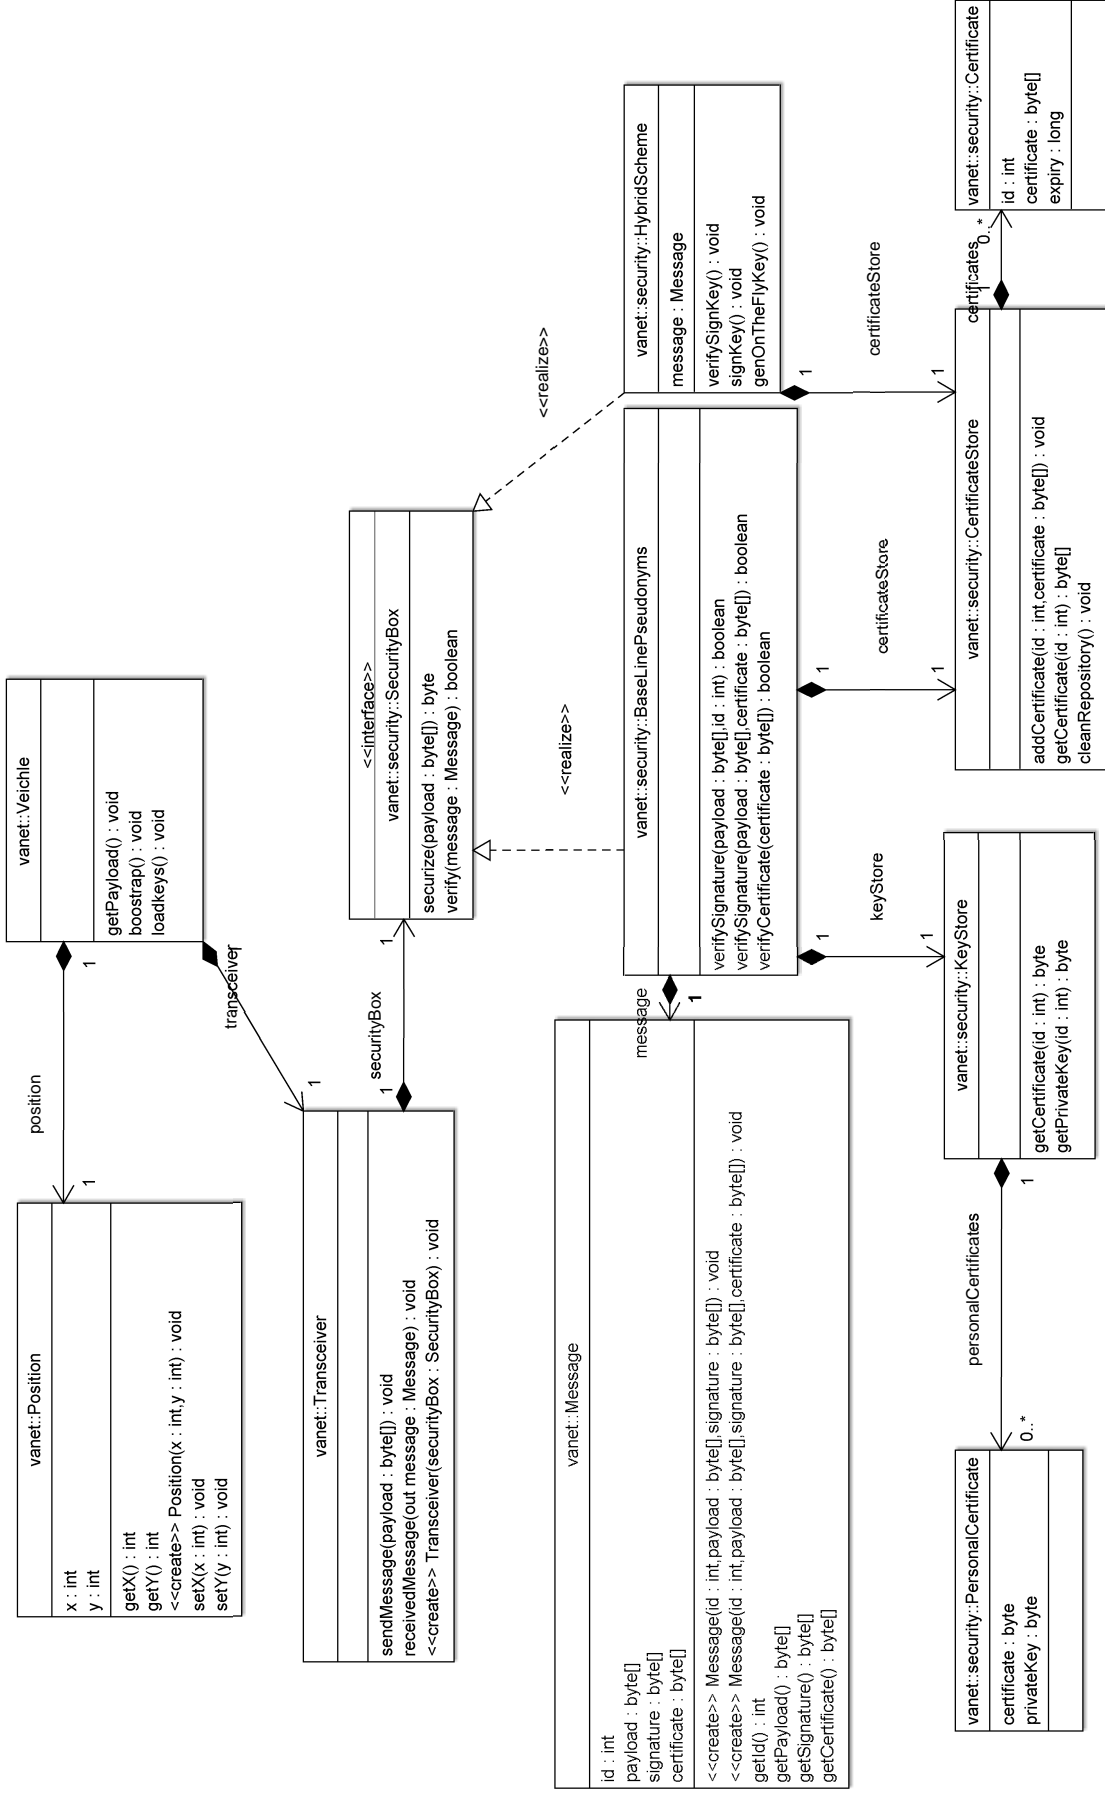 vanet::Position
x : int
y : int
getX() : int
getY() : int
<<create>> Position(x : int,y : int) : void
setX(x : int) : void
setY(y : int) : void
position
1
1
vanet::Veichle
getPayload() : void
boostrap() : void
loadkeys() : void
transceiver
1
vanet::Transceiver
sendMessage(payload : byte[]) : void
receivedMessage(out message : Message) : void
<<create>> Transceiver(securityBox : SecurityBox) : void
securityBox
1
1
<<interface>>
vanet::security::SecurityBox
securize(payload : byte[]) : byte
verify(message : Message) : boolean
<<realize>>
<<realize>>
vanet::Message
id : int
payload : byte[]
signature : byte[]
certificate : byte[]
<<create>> Message(id : int,payload : byte[],signature : byte[]) : void
<<create>> Message(id : int,payload : byte[],signature : byte[],certificate : byte[]) : void
getId() : int
getPayload() : byte[]
getSignature() : byte[]
getCertificate() : byte[]
message
1
vanet::security::BaseLinePseudonyms
verifySignature(payload : byte[],id : int) : boolean
verifySignature(payload : byte[],certificate : byte[]) : boolean
verifyCertificate(certificate : byte[]) : boolean
vanet::security::HybridScheme
message : Message
verifySignKey() : void
signKey() : void
genOnTheFlyKey() : void
1
keyStore
1
1
certificateStore
1
1
certificateStore
1
vanet::security::PersonalCertificate
certificate : byte
privateKey : byte
personalCertificates
0..*
1
vanet::security::KeyStore
getCertificate(id : int) : byte
getPrivateKey(id : int) : byte
vanet::security::CertificateStore
addCertificate(id : int,certificate : byte[]) : void
getCertificate(id : int) : byte[]
cleanRepository() : void
certificates
1
0..*
vanet::security::Certificate
id : int
certificate : byte[]
expiry : long